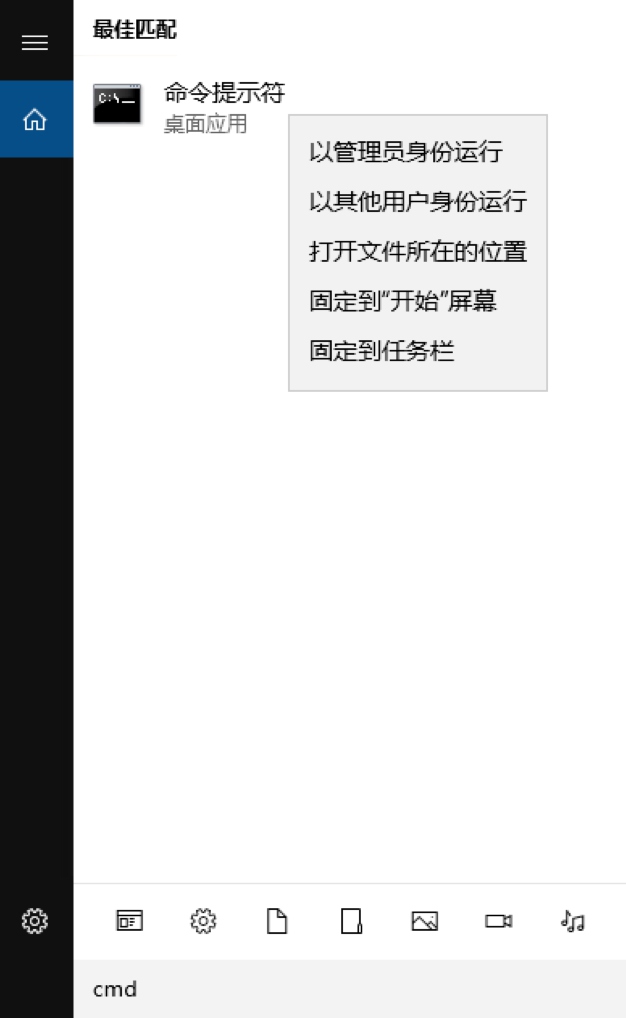 最佳匹配
命令提示符
桌面应用
以管理员身份运行
以其他用户身份运行
打开文件所在的位置
固定到"开始"屏幕
固定到任务栏
cmd